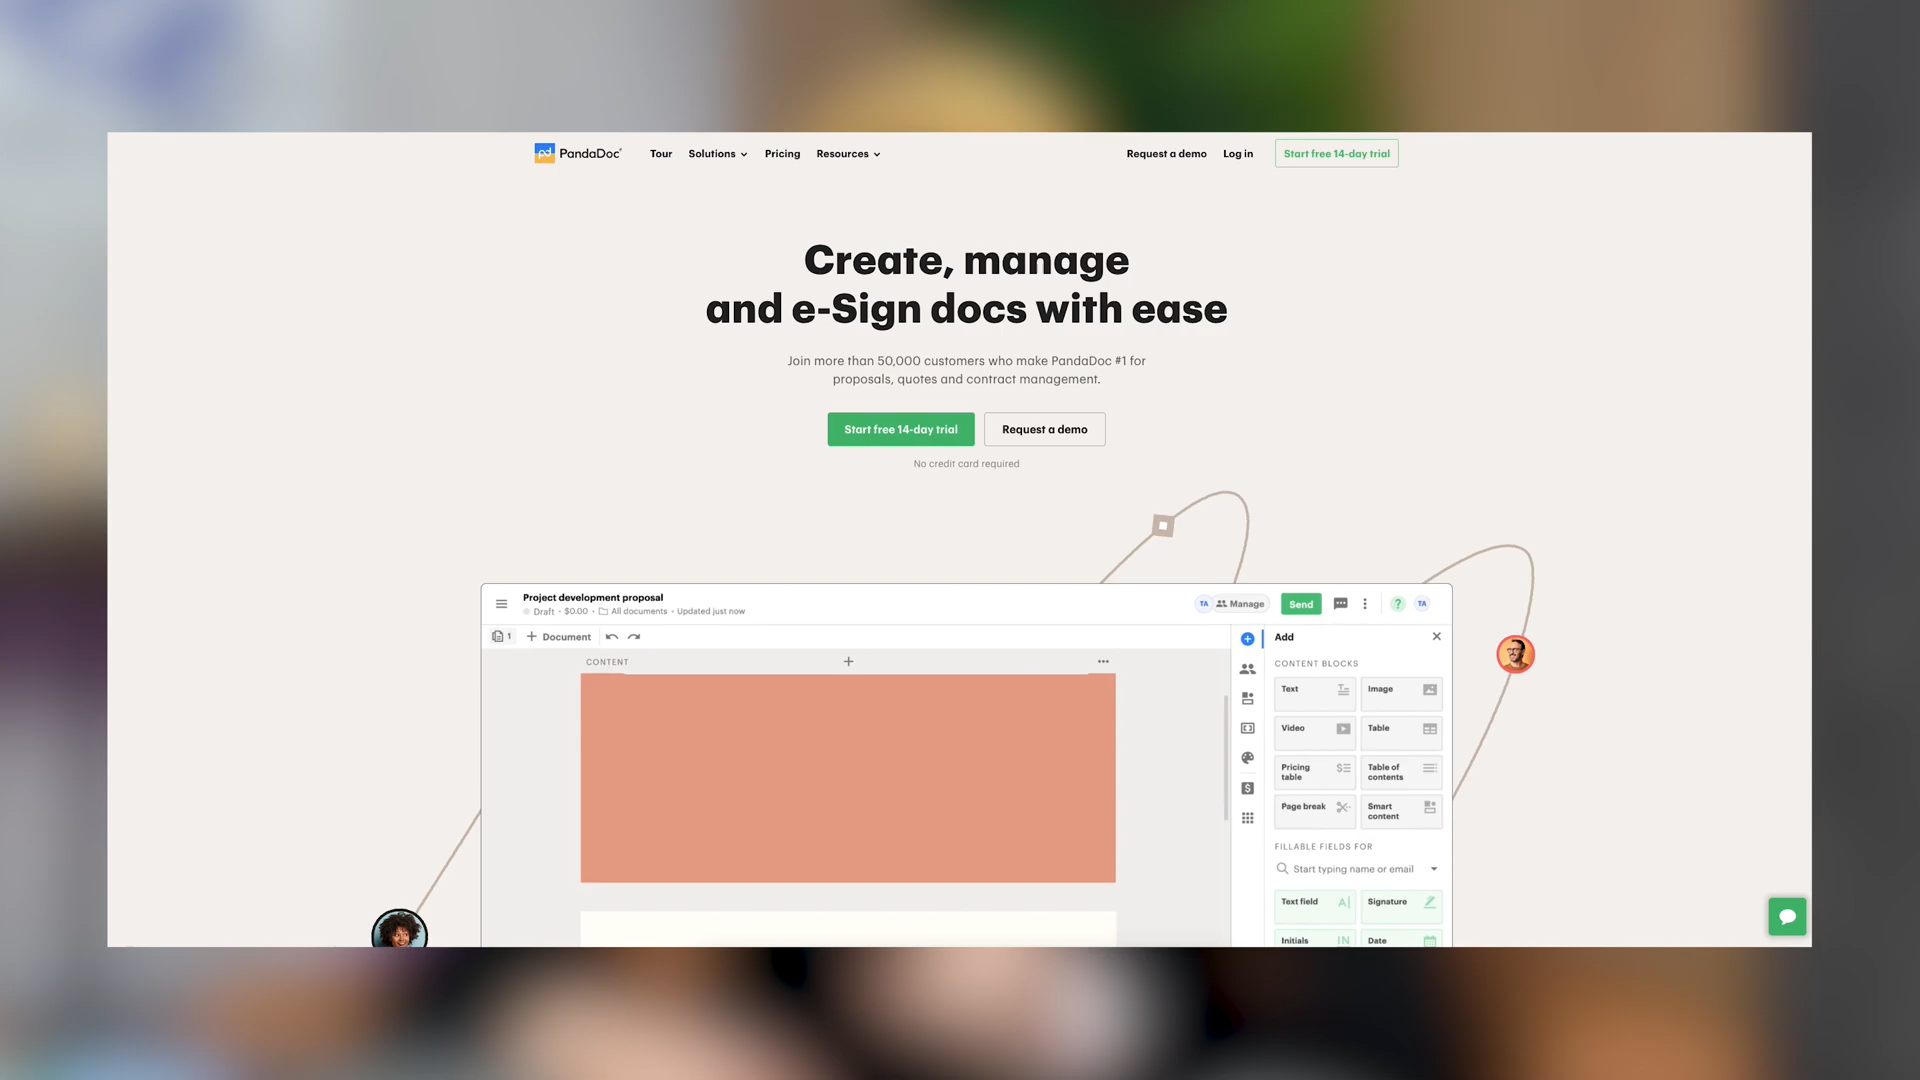 pd PandaDoc
Tour Solutions Pricing Resources Request a demo Log in Start free 14-day trial
Create, manage
and e-Sign docs with ease
Join more than 50,000 customers who make PandaDoc #1 for
proposals, quotes and contract management.
Start free 14-day trial Request a demo
No credit card required
Project development proposal
Draft · $0.00 · All documents · Updated just now
TA Manage Send ? TA
1 + Document
CONTENT
Add
CONTENT BLOCKS
Text Image
Video Table
Pricing
table
Table of
contents
Page break
Smart
content
FILLABLE FIELDS FOR
Start typing name or email
Text field Signature
Initials IN Date